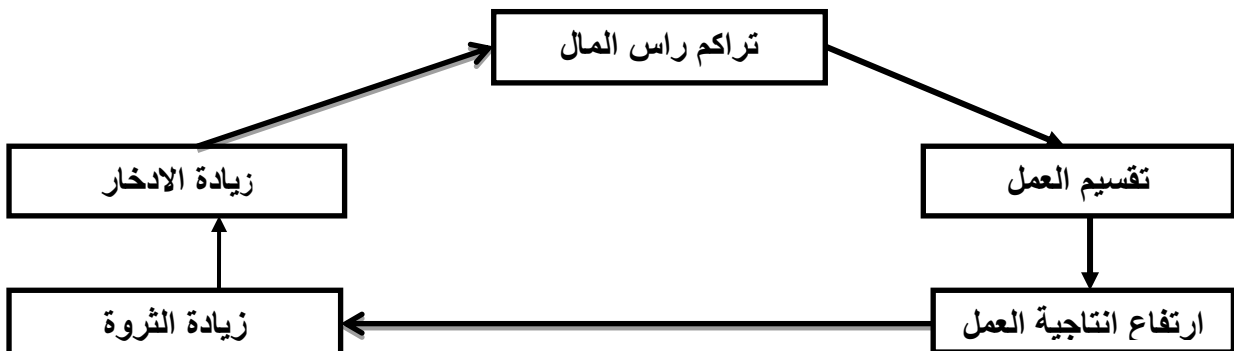 تراكم راس المال
تقسيم العمل
زيادة الادخار
ارتفاع انتاجية العمل
زيادة الثروة